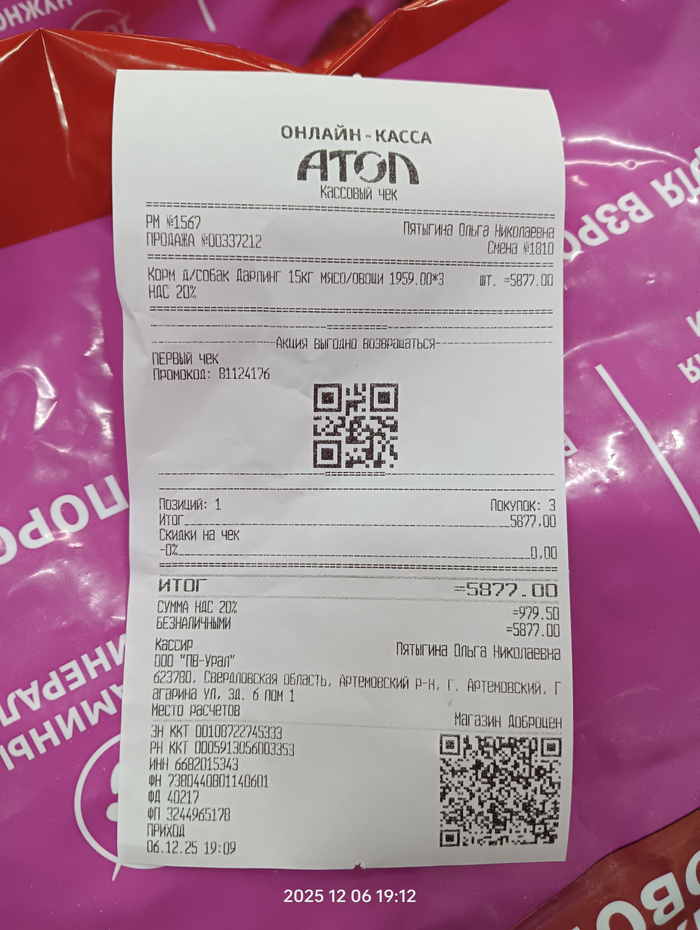 ОНЛАЙН-КАССА
АТОЛ
Кассовый чек
РМ №1567
Пятыгина Ольга Николаевна
ПРОДАЖА №00337212
Смена №1810
Корм д/собак Дарлинг 15кг мясо/овощи 1959.00*3 шт. =5877.00
НДС 20%
Акция выгодно возвращаться
ПЕРВЫЙ чек
Промокод: 81124176
Позиций: 1
Покупок: 3
Итог 5877.00
Скидки на чек
-0% 0.00
ИТОГ =5877.00
СУММА НДС 20% =979.50
БЕЗНАЛИЧНЫМИ =5877.00
Кассир Пятыгина Ольга Николаевна
ООО "ПВ-Урал"
623780, Свердловская область, Артемовский р-н, г. Артемовский, Г
агарина ул, зд. 6 пом 1
Место расчетов Магазин Доброцен
ЗН ККТ 00108722745333
РН ККТ 0005913056003353
ИНН 6682015343
ФН 7380440801140601
ФД 40217
ФП 3244965178
ПРИХОД
06.12.25 19:09
2025 12 06 19:12